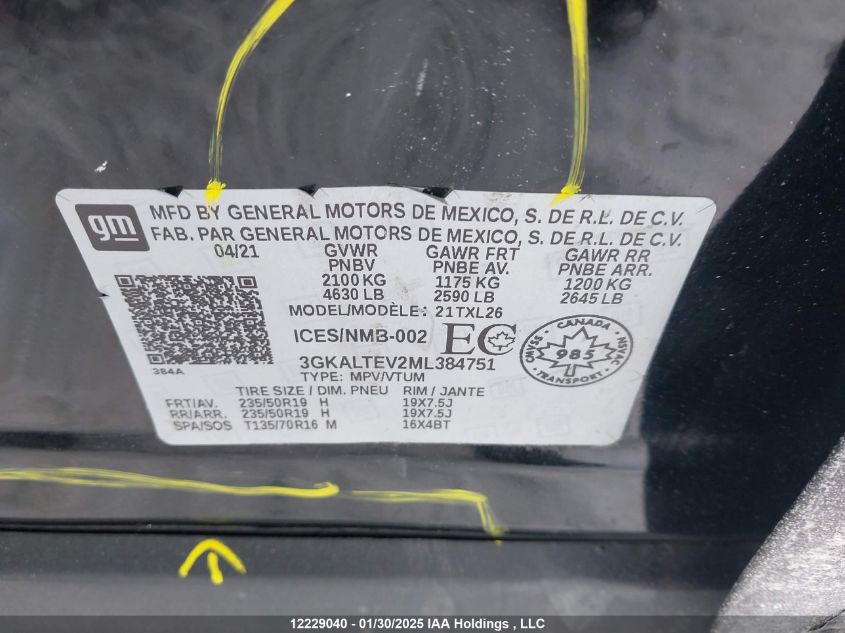 gm
MFD BY GENERAL MOTORS DE MEXICO, S. DE R.L. DE C.V.
FAB. PAR GENERAL MOTORS DE MEXICO, S. DE R.L. DE C.V.
04/21 GVWR GAWR FRT GAWR RR
PNBV PNBE AV. PNBE ARR.
2100 KG 1175 KG 1200 KG
4630 LB 2590 LB 2645 LB
MODEL/MODÈLE: 21TXL26
ICES/NMB-002 EC
CANADA
985
SVMAC
NSVAC
384A
3GKALTEV2ML384751
TYPE: MPV/VTUM
TIRE SIZE / DIM. PNEU RIM / JANTE
FRT/AV. 235/50R19 H 19X7.5J
RR/ARR. 235/50R19 H 19X7.5J
SPA/SOS T135/70R16 M 16X4BT
12229040 - 01/30/2025 IAA Holdings , LLC